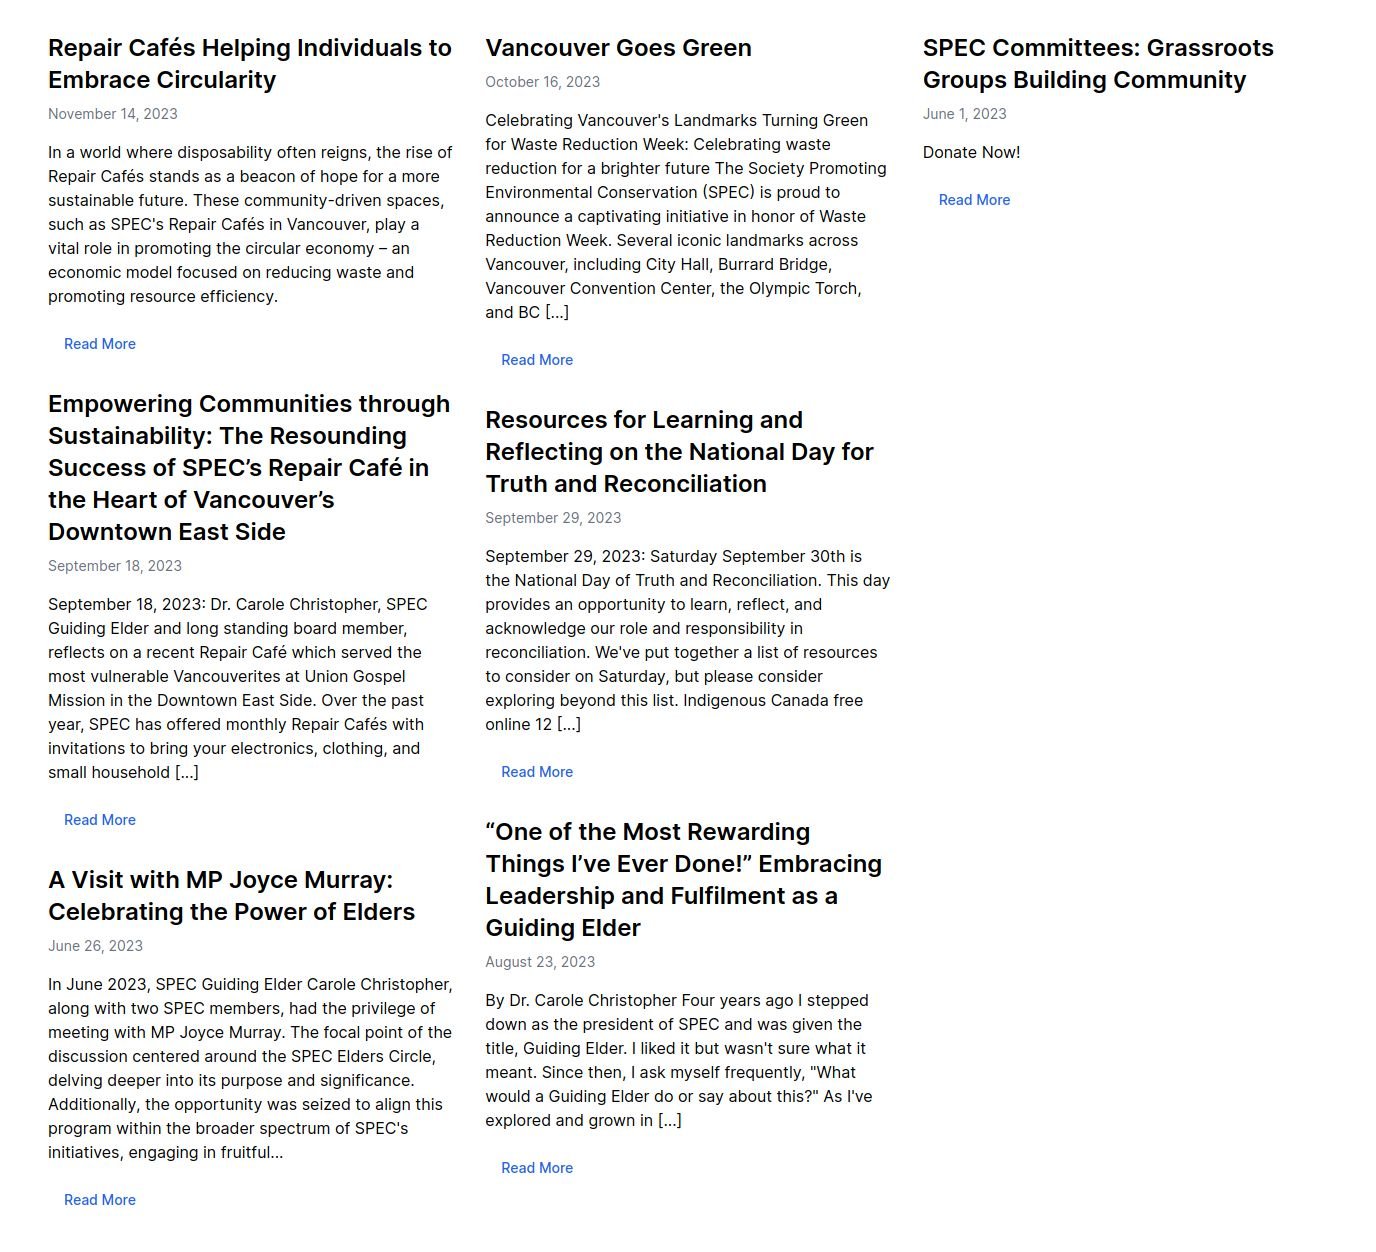 Repair Cafés Helping Individuals to
Embrace Circularity
November 14, 2023
In a world where disposability often reigns, the rise of
Repair Cafés stands as a beacon of hope for a more
sustainable future. These community-driven spaces,
such as SPEC's Repair Cafés in Vancouver, play a
vital role in promoting the circular economy – an
economic model focused on reducing waste and
promoting resource efficiency.
Read More
Empowering Communities through
Sustainability: The Resounding
Success of SPEC’s Repair Café in
the Heart of Vancouver’s
Downtown East Side
September 18, 2023
September 18, 2023: Dr. Carole Christopher, SPEC
Guiding Elder and long standing board member,
reflects on a recent Repair Café which served the
most vulnerable Vancouverites at Union Gospel
Mission in the Downtown East Side. Over the past
year, SPEC has offered monthly Repair Cafés with
invitations to bring your electronics, clothing, and
small household [...]
Read More
A Visit with MP Joyce Murray:
Celebrating the Power of Elders
June 26, 2023
In June 2023, SPEC Guiding Elder Carole Christopher,
along with two SPEC members, had the privilege of
meeting with MP Joyce Murray. The focal point of the
discussion centered around the SPEC Elders Circle,
delving deeper into its purpose and significance.
Additionally, the opportunity was seized to align this
program within the broader spectrum of SPEC's
initiatives, engaging in fruitful...
Read More
Vancouver Goes Green
October 16, 2023
Celebrating Vancouver's Landmarks Turning Green
for Waste Reduction Week: Celebrating waste
reduction for a brighter future The Society Promoting
Environmental Conservation (SPEC) is proud to
announce a captivating initiative in honor of Waste
Reduction Week. Several iconic landmarks across
Vancouver, including City Hall, Burrard Bridge,
Vancouver Convention Center, the Olympic Torch,
and BC [...]
Read More
Resources for Learning and
Reflecting on the National Day for
Truth and Reconciliation
September 29, 2023
September 29, 2023: Saturday September 30th is
the National Day of Truth and Reconciliation. This day
provides an opportunity to learn, reflect, and
acknowledge our role and responsibility in
reconciliation. We've put together a list of resources
to consider on Saturday, but please consider
exploring beyond this list. Indigenous Canada free
online 12 [...]
Read More
“One of the Most Rewarding
Things I’ve Ever Done!” Embracing
Leadership and Fulfilment as a
Guiding Elder
August 23, 2023
By Dr. Carole Christopher Four years ago I stepped
down as the president of SPEC and was given the
title, Guiding Elder. I liked it but wasn't sure what it
meant. Since then, I ask myself frequently, "What
would a Guiding Elder do or say about this?" As I've
explored and grown in [...]
Read More
SPEC Committees: Grassroots
Groups Building Community
June 1, 2023
Donate Now!
Read More